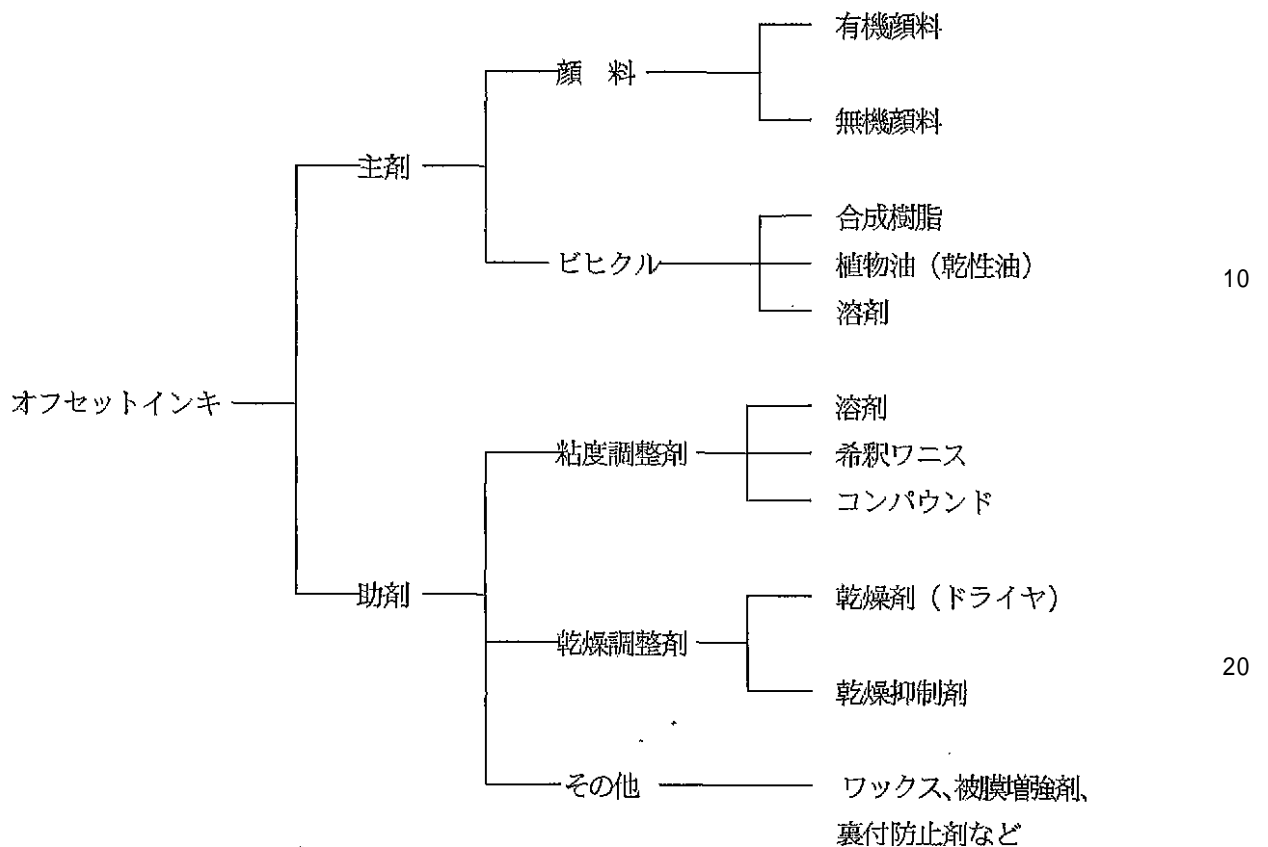 有機顔料
顔 料
無機顔料
主剤
合成樹脂
ビヒクル
植物油(乾性油)
10
溶剤
オフセットインキ
溶剤
粘度調整剤
希釈ワニス
コンパウンド
助剤
乾燥剤(ドライヤ)
乾燥調整剤
20
乾燥抑制剤
その他
ワックス、被膜増強剤、
裏付防止剤など